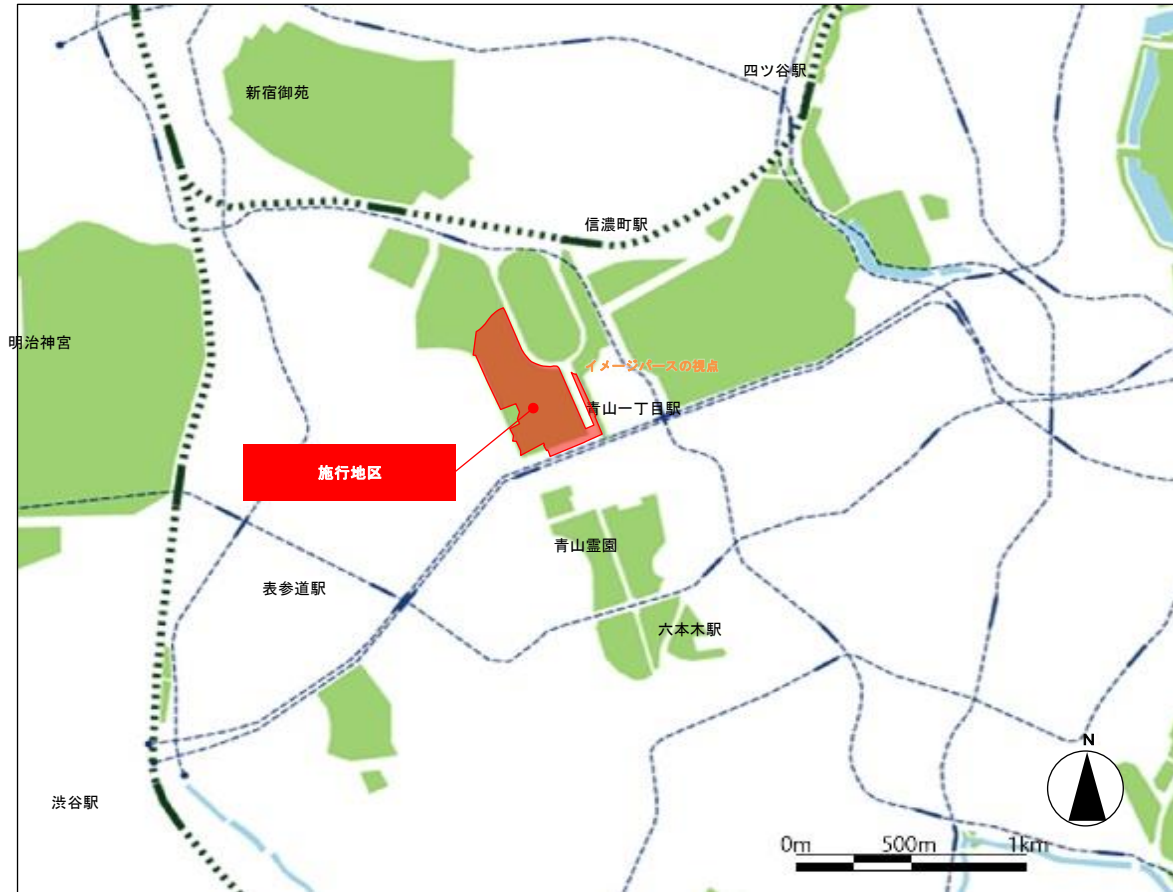 四ツ谷駅
新宿御苑
信濃町駅
明治神宮
イメージパースの視点
青山一丁目駅
施行地区
青山霊園
表参道駅
六本木駅
N
渋谷駅
0m 500m 1km